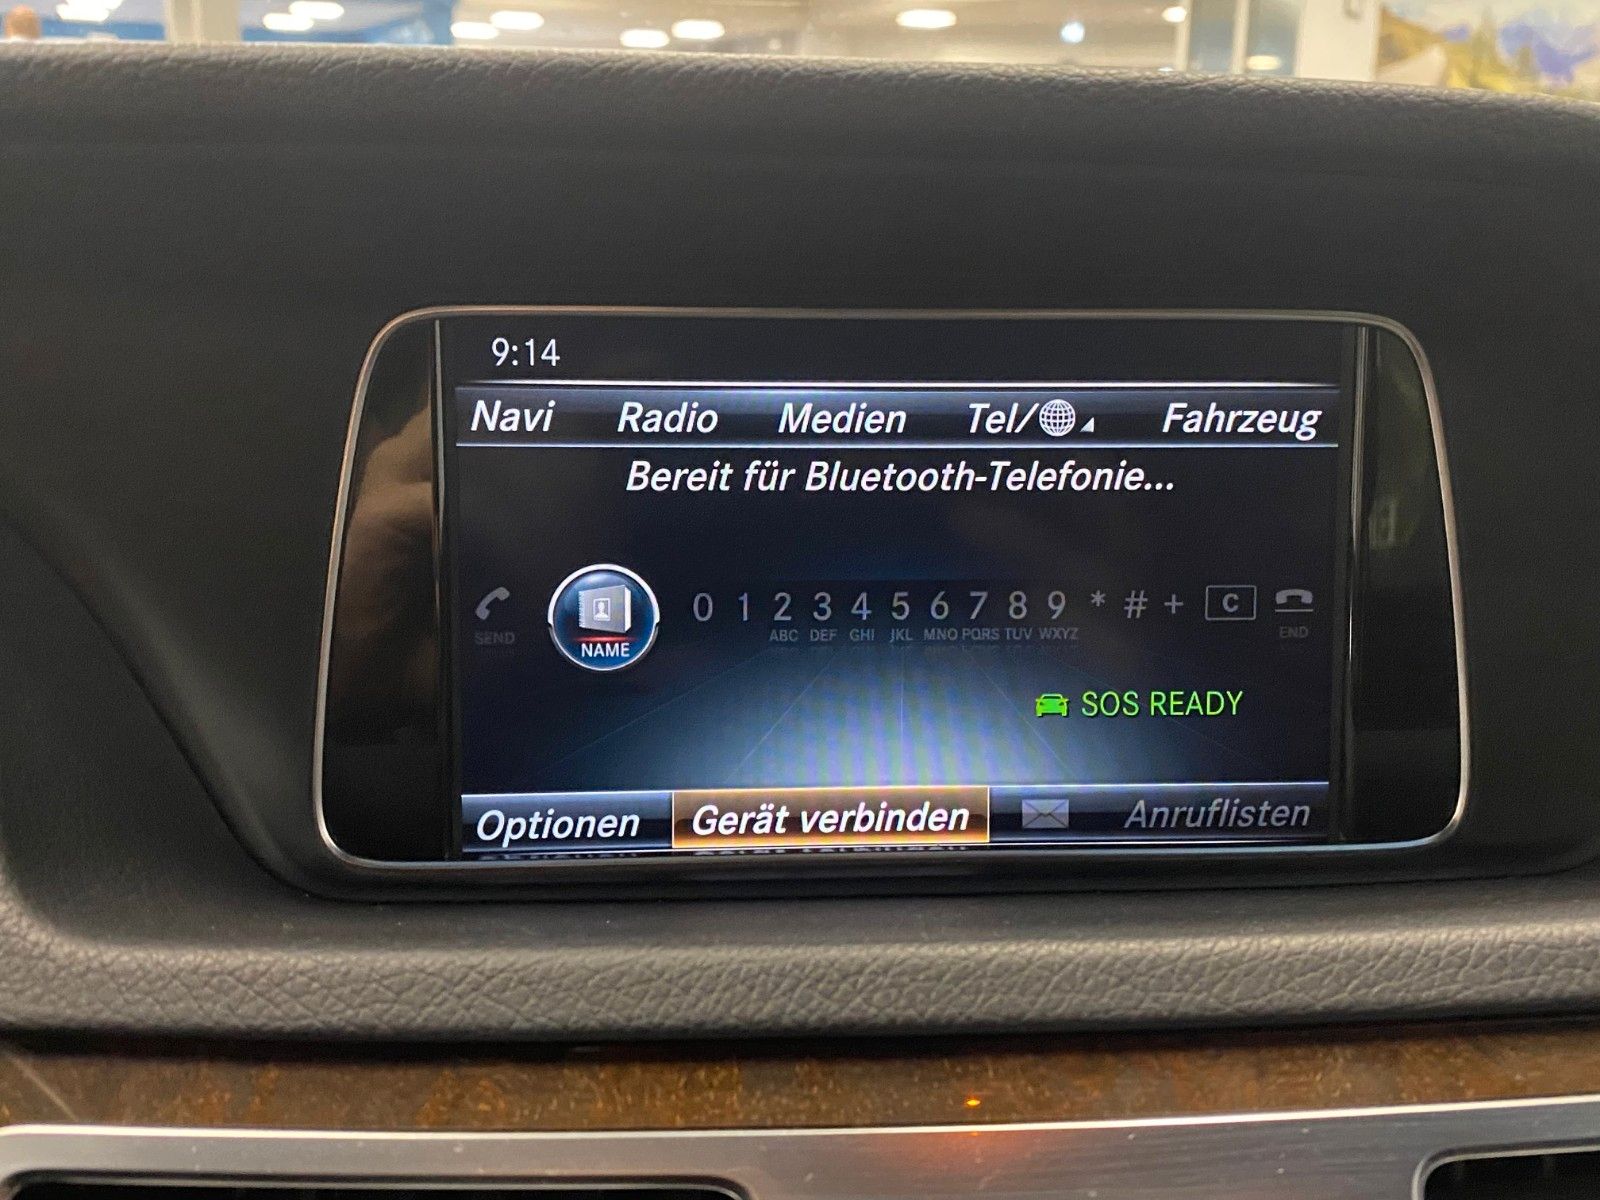 9:14
Navi Radio Medien Tel/ Fahrzeug
Bereit für Bluetooth-Telefonie...
0 1 2 3 4 5 6 7 8 9 * # + C
SEND NAME ABC DEF GHI JKL MNO PQRS TUV WXYZ END
SOS READY
Optionen Gerät verbinden Anruflisten